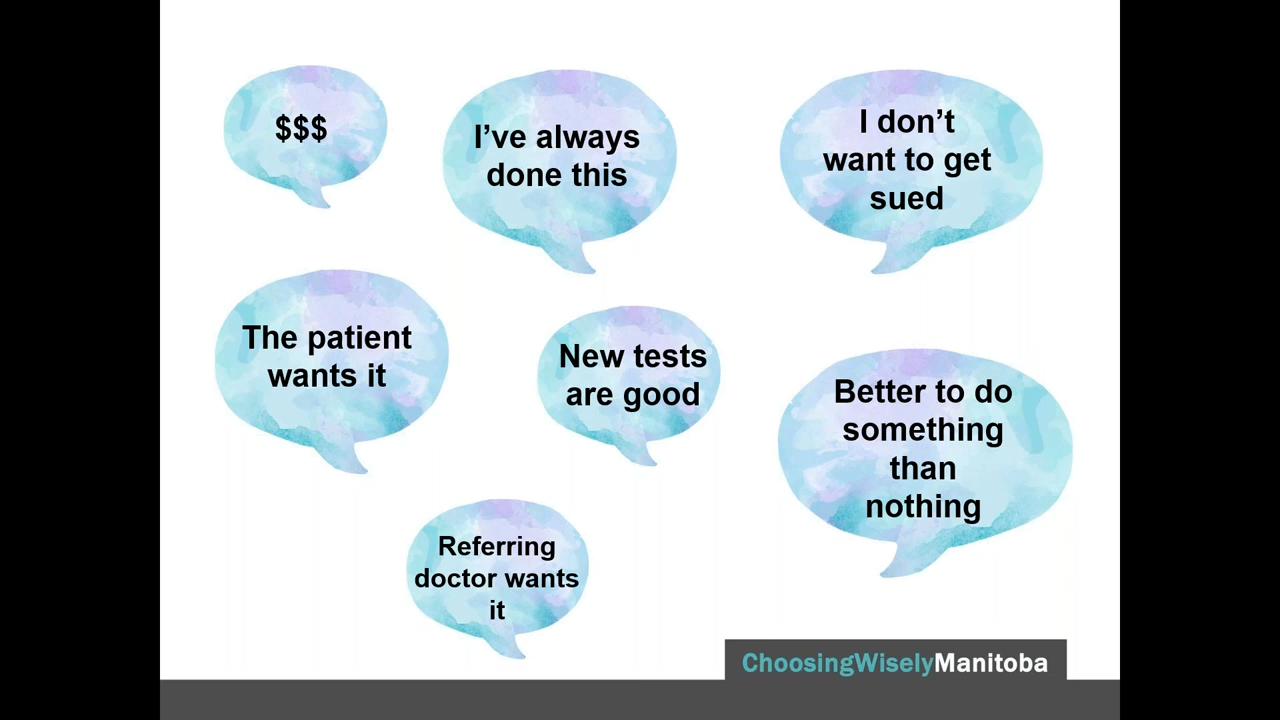 $$$
I’ve always
done this
I don’t
want to get
sued
The patient
wants it
New tests
are good
Better to do
something
than
nothing
Referring
doctor wants
it
ChoosingWiselyManitoba